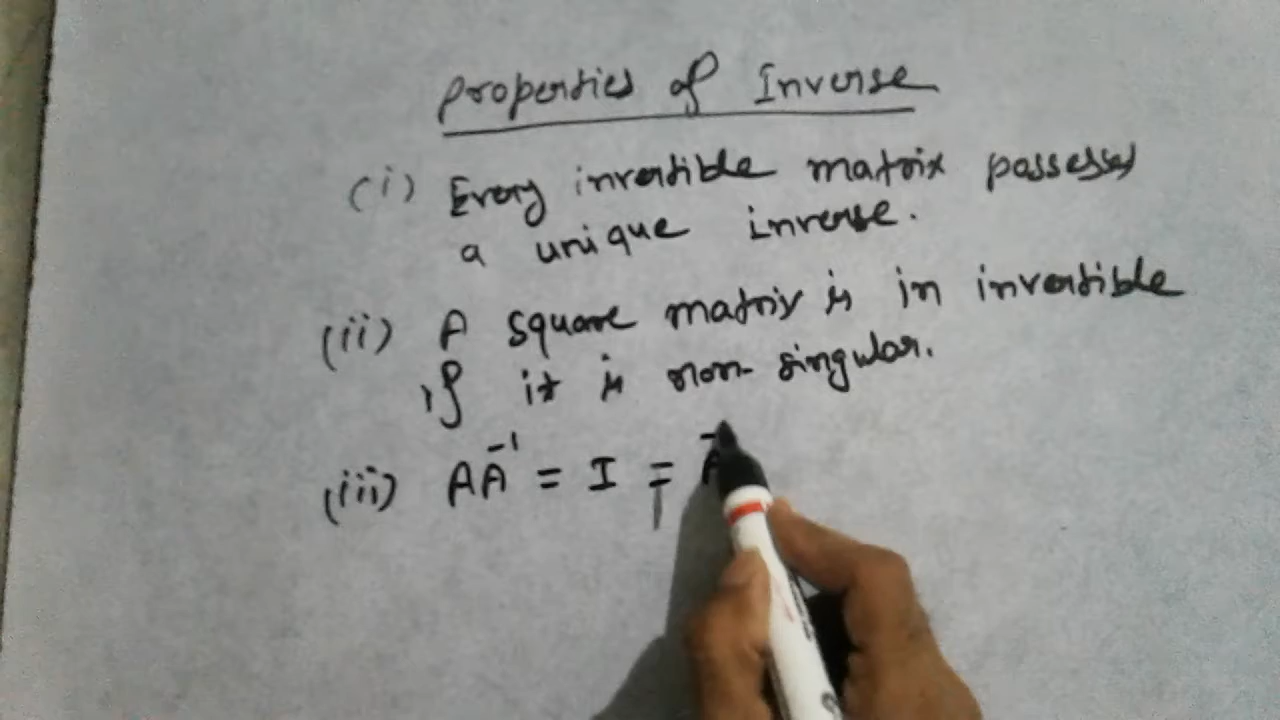 Properties of Inverse
(i) Every invertible matrix possesses
a unique inverse.
(ii) A square matrix is in invertible
if it is non-singular.
(iii) AA⁻¹ = I = A⁻